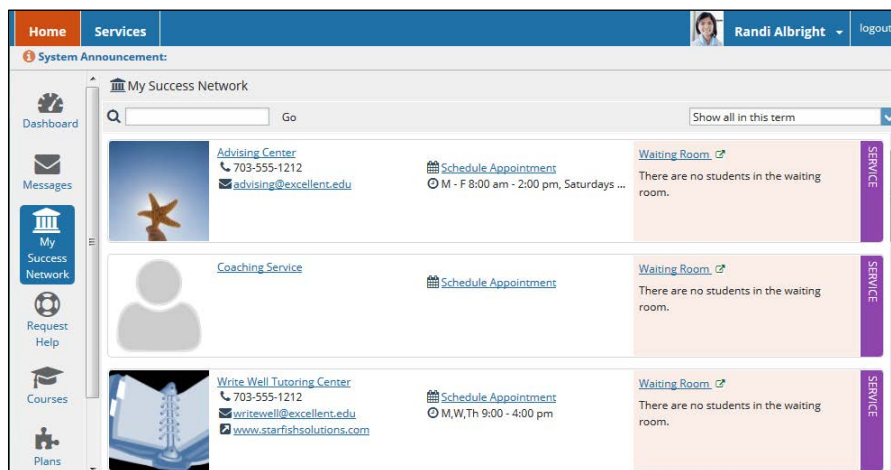 Home Services Randi Albright logout
System Announcement:
My Success Network
Dashboard
Go Show all in this term
Messages
My
Success
Network
Request
Help
Courses
Plans
Advising Center
703-555-1212
advising@excellent.edu
Schedule Appointment
M - F 8:00 am - 2:00 pm, Saturdays ...
Waiting Room
There are no students in the waiting
room.
SERVICE
Coaching Service
Schedule Appointment
Waiting Room
There are no students in the waiting
room.
SERVICE
Write Well Tutoring Center
703-555-1212
writewell@excellent.edu
www.starfishsolutions.com
Schedule Appointment
M,W,Th 9:00 - 4:00 pm
Waiting Room
There are no students in the waiting
room.
SERVICE